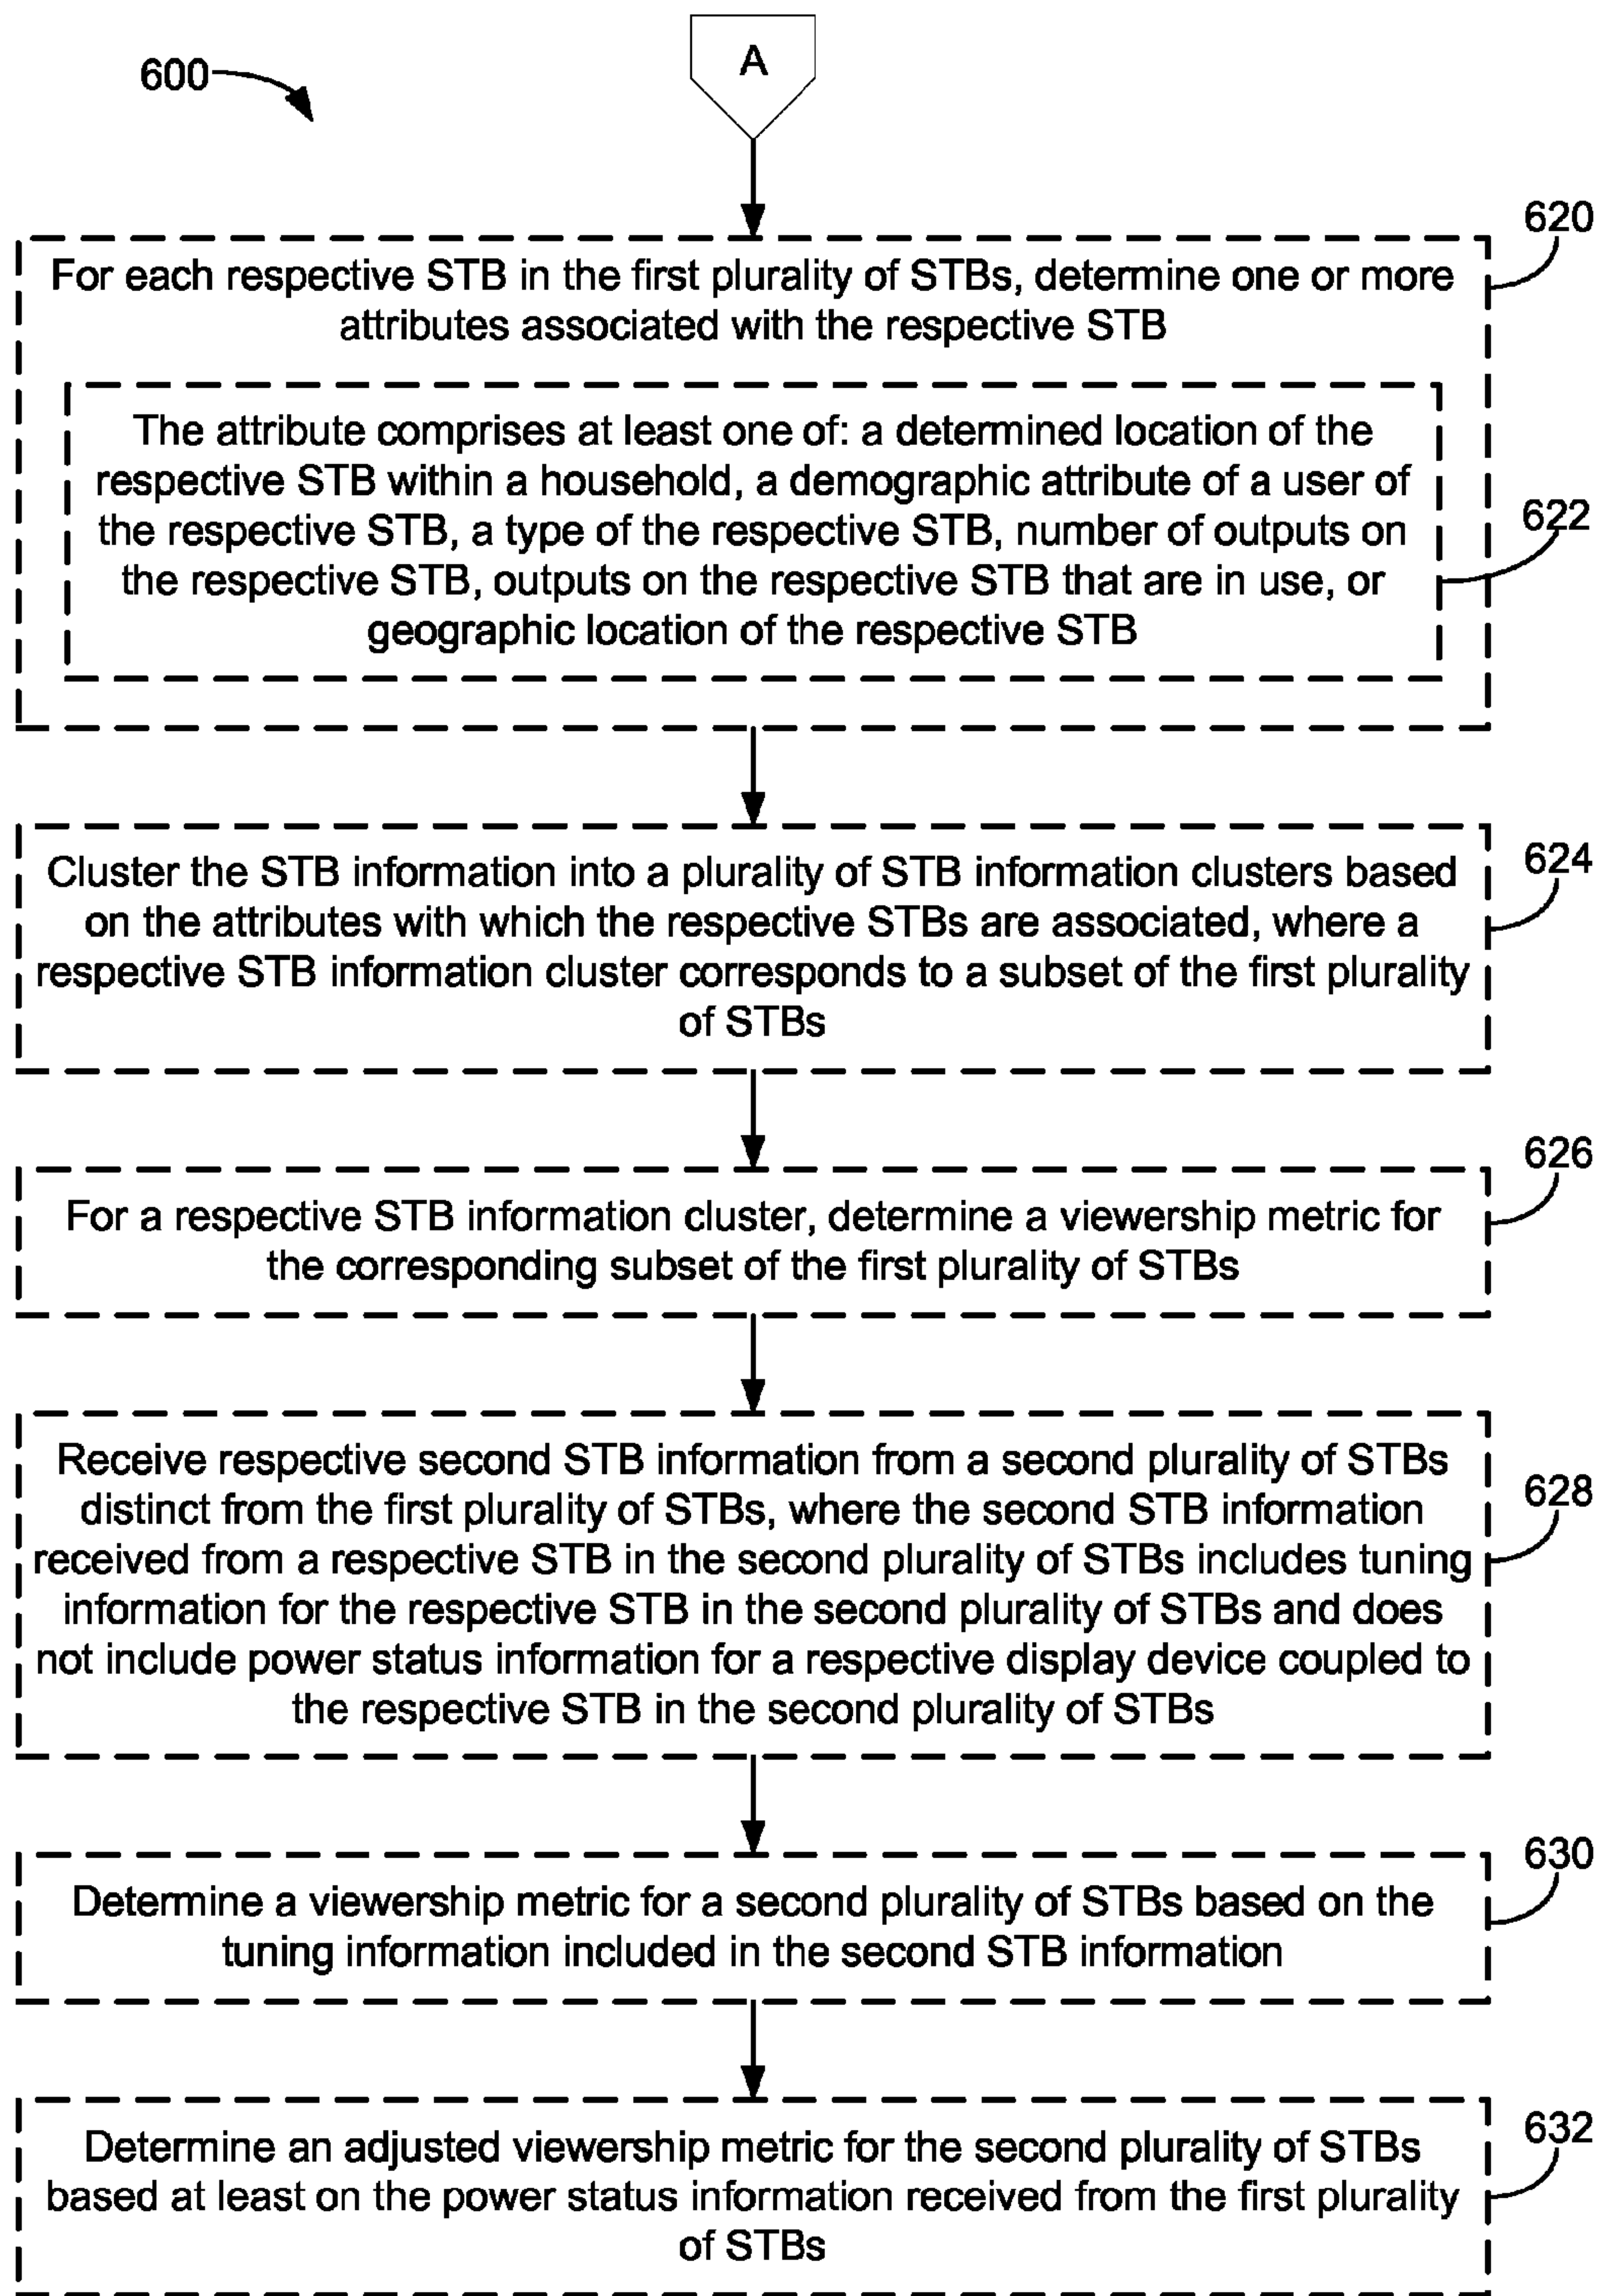 A
600
620
For each respective STB in the first plurality of STBs, determine one or more
attributes associated with the respective STB
The attribute comprises at least one of: a determined location of the
respective STB within a household, a demographic attribute of a user of
the respective STB, a type of the respective STB, number of outputs on
the respective STB, outputs on the respective STB that are in use, or
geographic location of the respective STB
622
624
Cluster the STB information into a plurality of STB information clusters based
on the attributes with which the respective STBs are associated, where a
respective STB information cluster corresponds to a subset of the first plurality
of STBs
626
For a respective STB information cluster, determine a viewership metric for
the corresponding subset of the first plurality of STBs
Receive respective second STB information from a second plurality of STBs
distinct from the first plurality of STBs, where the second STB information
received from a respective STB in the second plurality of STBs includes tuning
information for the respective STB in the second plurality of STBs and does
not include power status information for a respective display device coupled to
the respective STB in the second plurality of STBs
628
630
Determine a viewership metric for a second plurality of STBs based on the
tuning information included in the second STB information
632
Determine an adjusted viewership metric for the second plurality of STBs
based at least on the power status information received from the first plurality
of STBs